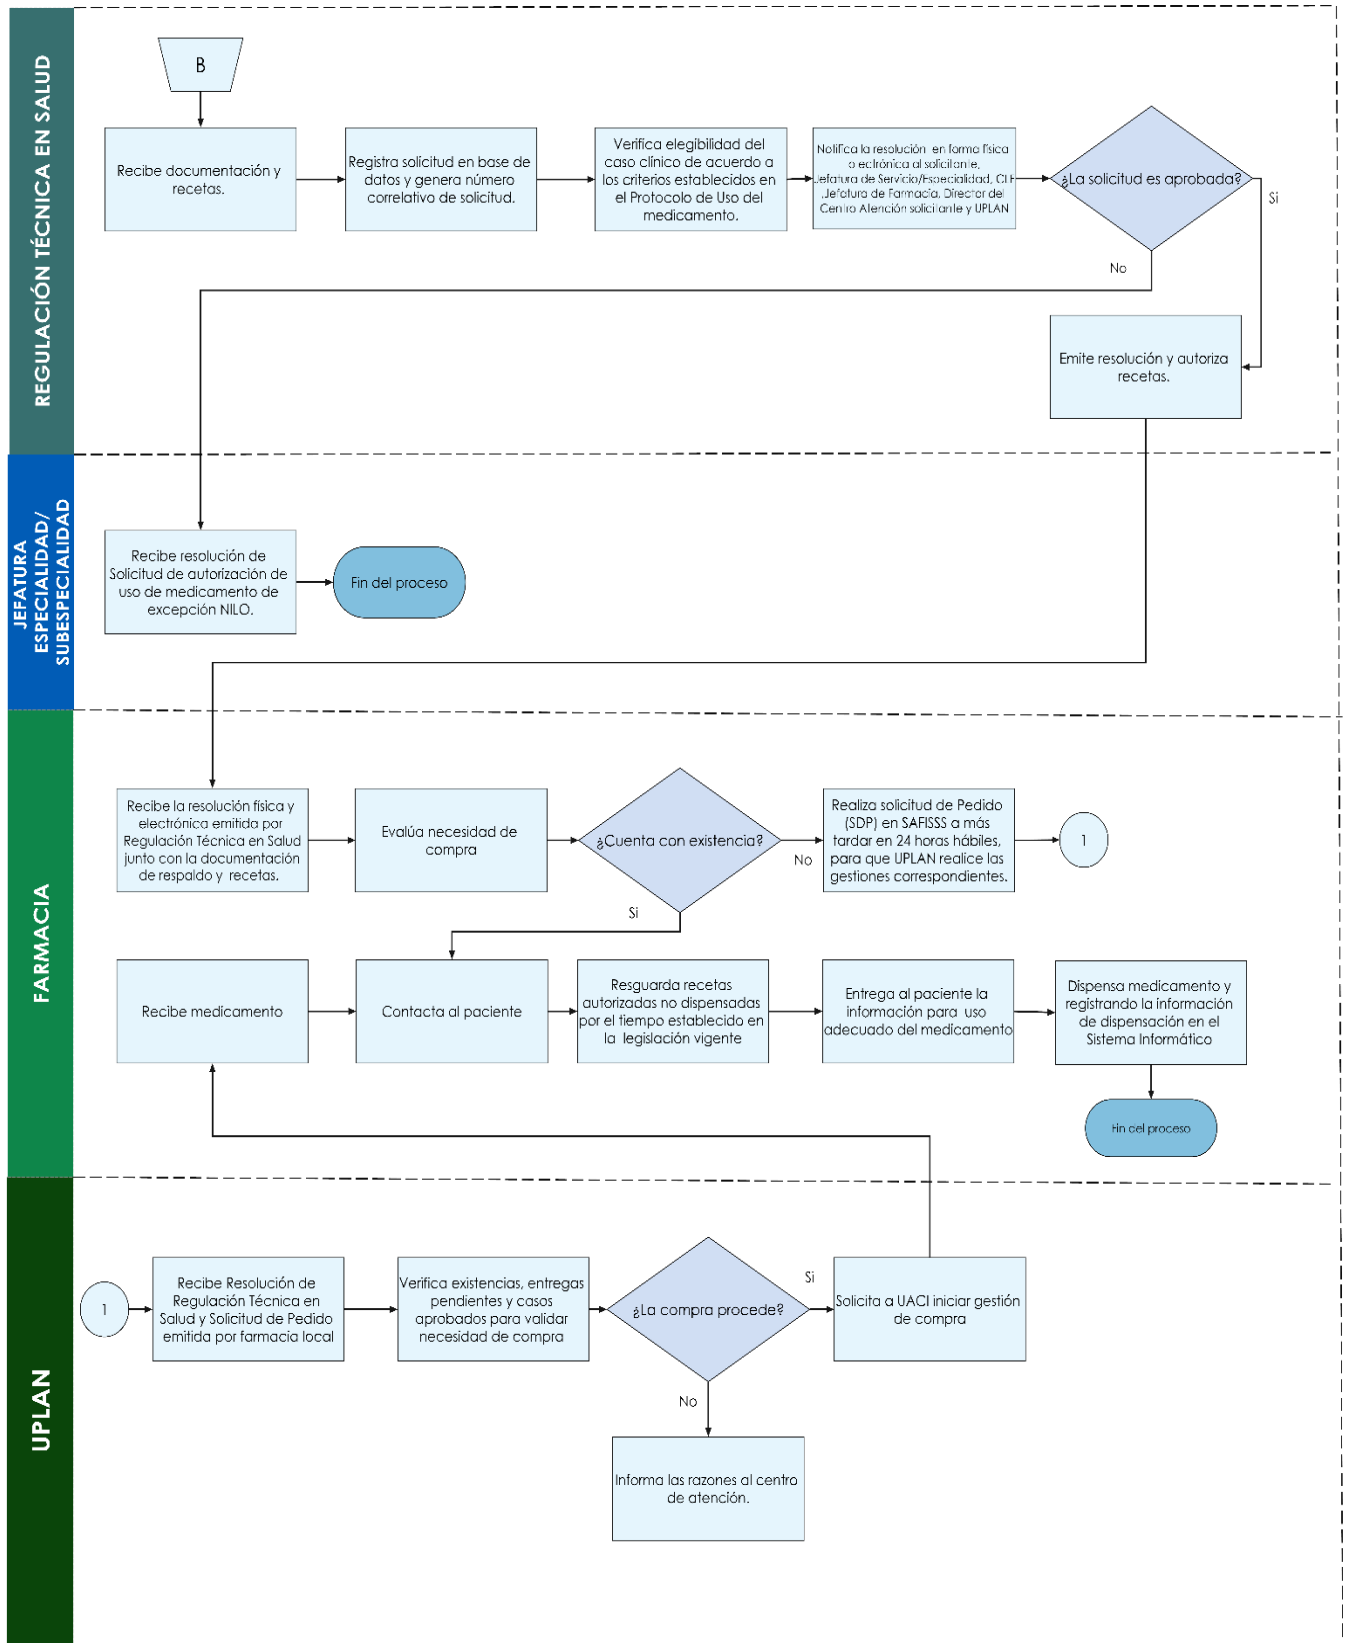 REGULACIÓN TÉCNICA EN SALUD
B
Recibe documentación y
recetas.
Registra solicitud en base de
datos y genera número
correlativo de solicitud.
Verifica elegibilidad del
caso clínico de acuerdo a
los criterios establecidos en
el Protocolo de Uso del
medicamento.
Notifica la resolución en forma física
o ectrónica al solicitante,
Jefatura de Servicio/Especialidad,
,Jefatura de Farmacia, Director del
Centro Atención solicitante y UPLAN
¿La solicitud es aprobada?
Si
No
Emite resolución y autoriza
recetas.
JEFATURA
ESPECIALIDAD/
SUBESPECIALIDAD
Recibe resolución de
Solicitud de autorización de
uso de medicamento de
excepción NILO.
Fin del proceso
FARMACIA
Recibe la resolución física y
electrónica emitida por
Regulación Técnica en Salud
junto con la documentación
de respaldo y recetas.
Evalúa necesidad de
compra
¿Cuenta con existencia?
No
Si
Realiza solicitud de Pedido
(SDP) en SAFISSS a más
tardar en 24 horas hábiles,
para que UPLAN realice las
gestiones correspondientes.
1
Recibe medicamento
Contacta al paciente
Resguarda recetas
autorizadas no dispensadas
por el tiempo establecido en
la legislación vigente
Entrega al paciente la
información para uso
adecuado del medicamento
Dispensa medicamento y
registrando la información
de dispensación en el
Sistema Informático
Fin del proceso
UPLAN
1
Recibe Resolución de
Regulación Técnica en
Salud y Solicitud de Pedido
emitida por farmacia local
Verifica existencias, entregas
pendientes y casos
aprobados para validar
necesidad de compra
¿La compra procede?
Si
No
Solicita a UACI iniciar gestión
de compra
Informa las razones al centro
de atención.